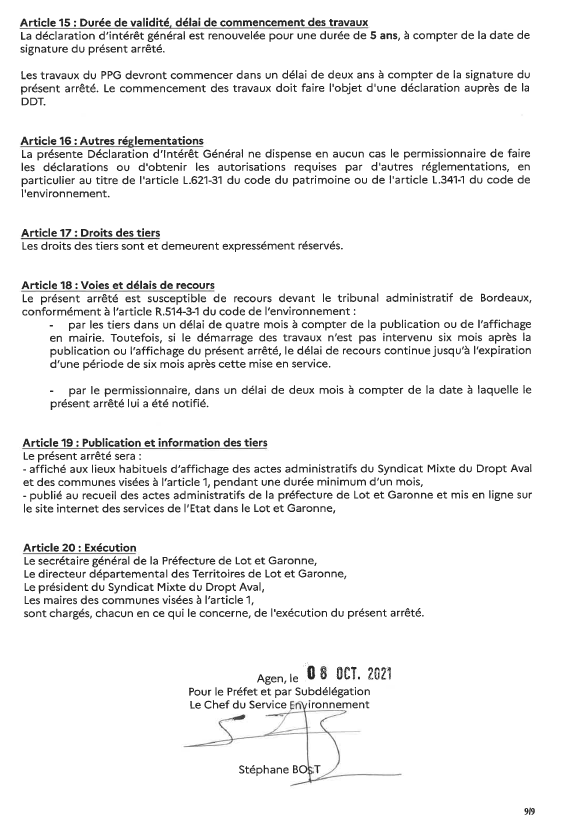 Article 15 : Durée de validité, délai de commencement des travaux
La déclaration d'intérêt général est renouvelée pour une durée de 5 ans, à compter de la date de
signature du présent arrêté.
Les travaux du PPG devront commencer dans un délai de deux ans à compter de la signature du
présent arrêté. Le commencement des travaux doit faire l'objet d'une déclaration auprès de la
DDT.
Article 16 : Autres réglementations
La présente Déclaration d'Intérêt Général ne dispense en aucun cas le permissionnaire de faire
les déclarations ou d'obtenir les autorisations requises par d'autres réglementations, en
particulier au titre de l'article L.621-31 du code du patrimoine ou de l'article L.341-1 du code de
l'environnement.
Article 17 : Droits des tiers
Les droits des tiers sont et demeurent expressément réservés.
Article 18 : Voies et délais de recours
Le présent arrêté est susceptible de recours devant le tribunal administratif de Bordeaux,
conformément à l'article R.514-3-1 du code de l'environnement :
- par les tiers dans un délai de quatre mois à compter de la publication ou de l'affichage
en mairie. Toutefois, si le démarrage des travaux n'est pas intervenu six mois après la
publication ou l'affichage du présent arrêté, le délai de recours continue jusqu'à l'expiration
d'une période de six mois après cette mise en service.
- par le permissionnaire, dans un délai de deux mois à compter de la date à laquelle le
présent arrêté lui a été notifié.
Article 19 : Publication et information des tiers
Le présent arrêté sera :
- affiché aux lieux habituels d'affichage des actes administratifs du Syndicat Mixte du Dropt Aval
et des communes visées à l'article 1, pendant une durée minimum d'un mois,
- publié au recueil des actes administratifs de la préfecture de Lot et Garonne et mis en ligne sur
le site internet des services de l'Etat dans le Lot et Garonne,
Article 20 : Exécution
Le secrétaire général de la Préfecture de Lot et Garonne,
Le directeur départemental des Territoires de Lot et Garonne,
Le président du Syndicat Mixte du Dropt Aval,
Les maires des communes visées à l'article 1,
sont chargés, chacun en ce qui le concerne, de l'exécution du présent arrêté.
Agen, le 08 OCT. 2021
Pour le Préfet et par Subdélégation
Le Chef du Service Environnement
Stéphane BOST
9/9